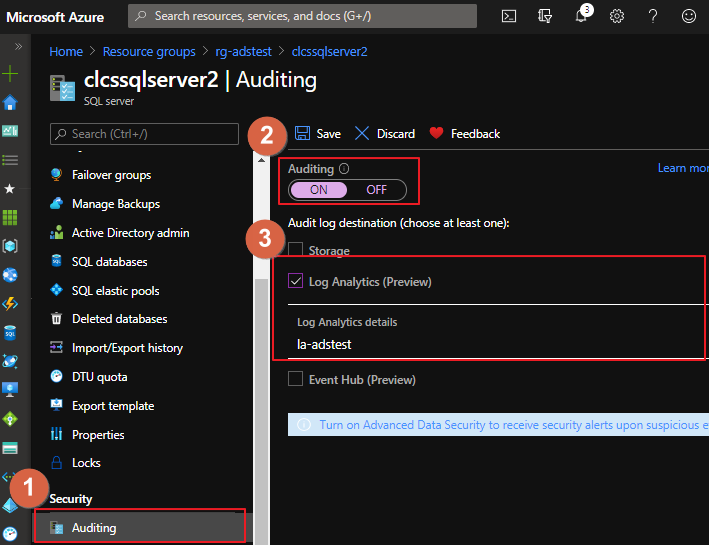 Microsoft Azure
Search resources, services, and docs (G+/)
3
Home > Resource groups > rg-adstest > clcssqlserver2
clcssqlserver2 | Auditing
SQL server
Search (Ctrl+/)
Failover groups
Manage Backups
Active Directory admin
SQL databases
SQL elastic pools
Deleted databases
Import/Export history
DTU quota
Export template
Properties
Locks
1
Security
Auditing
2
Save
Discard
Feedback
Auditing
Learn mor
ON
OFF
Audit log destination (choose at least one):
3
Storage
Log Analytics (Preview)
Log Analytics details
la-adstest
Event Hub (Preview)
Turn on Advanced Data Security to receive security alerts upon suspicious e